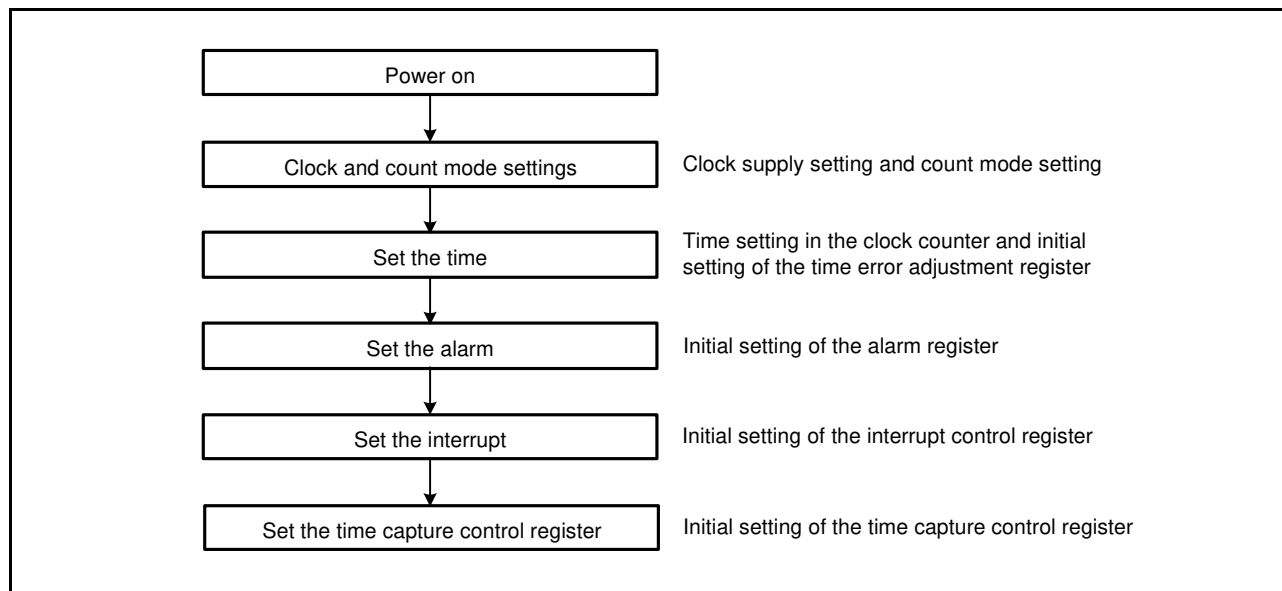 Power on
Clock and count mode settings
Clock supply setting and count mode setting
Set the time
Time setting in the clock counter and initial
setting of the time error adjustment register
Set the alarm
Initial setting of the alarm register
Set the interrupt
Initial setting of the interrupt control register
Set the time capture control register
Initial setting of the time capture control register